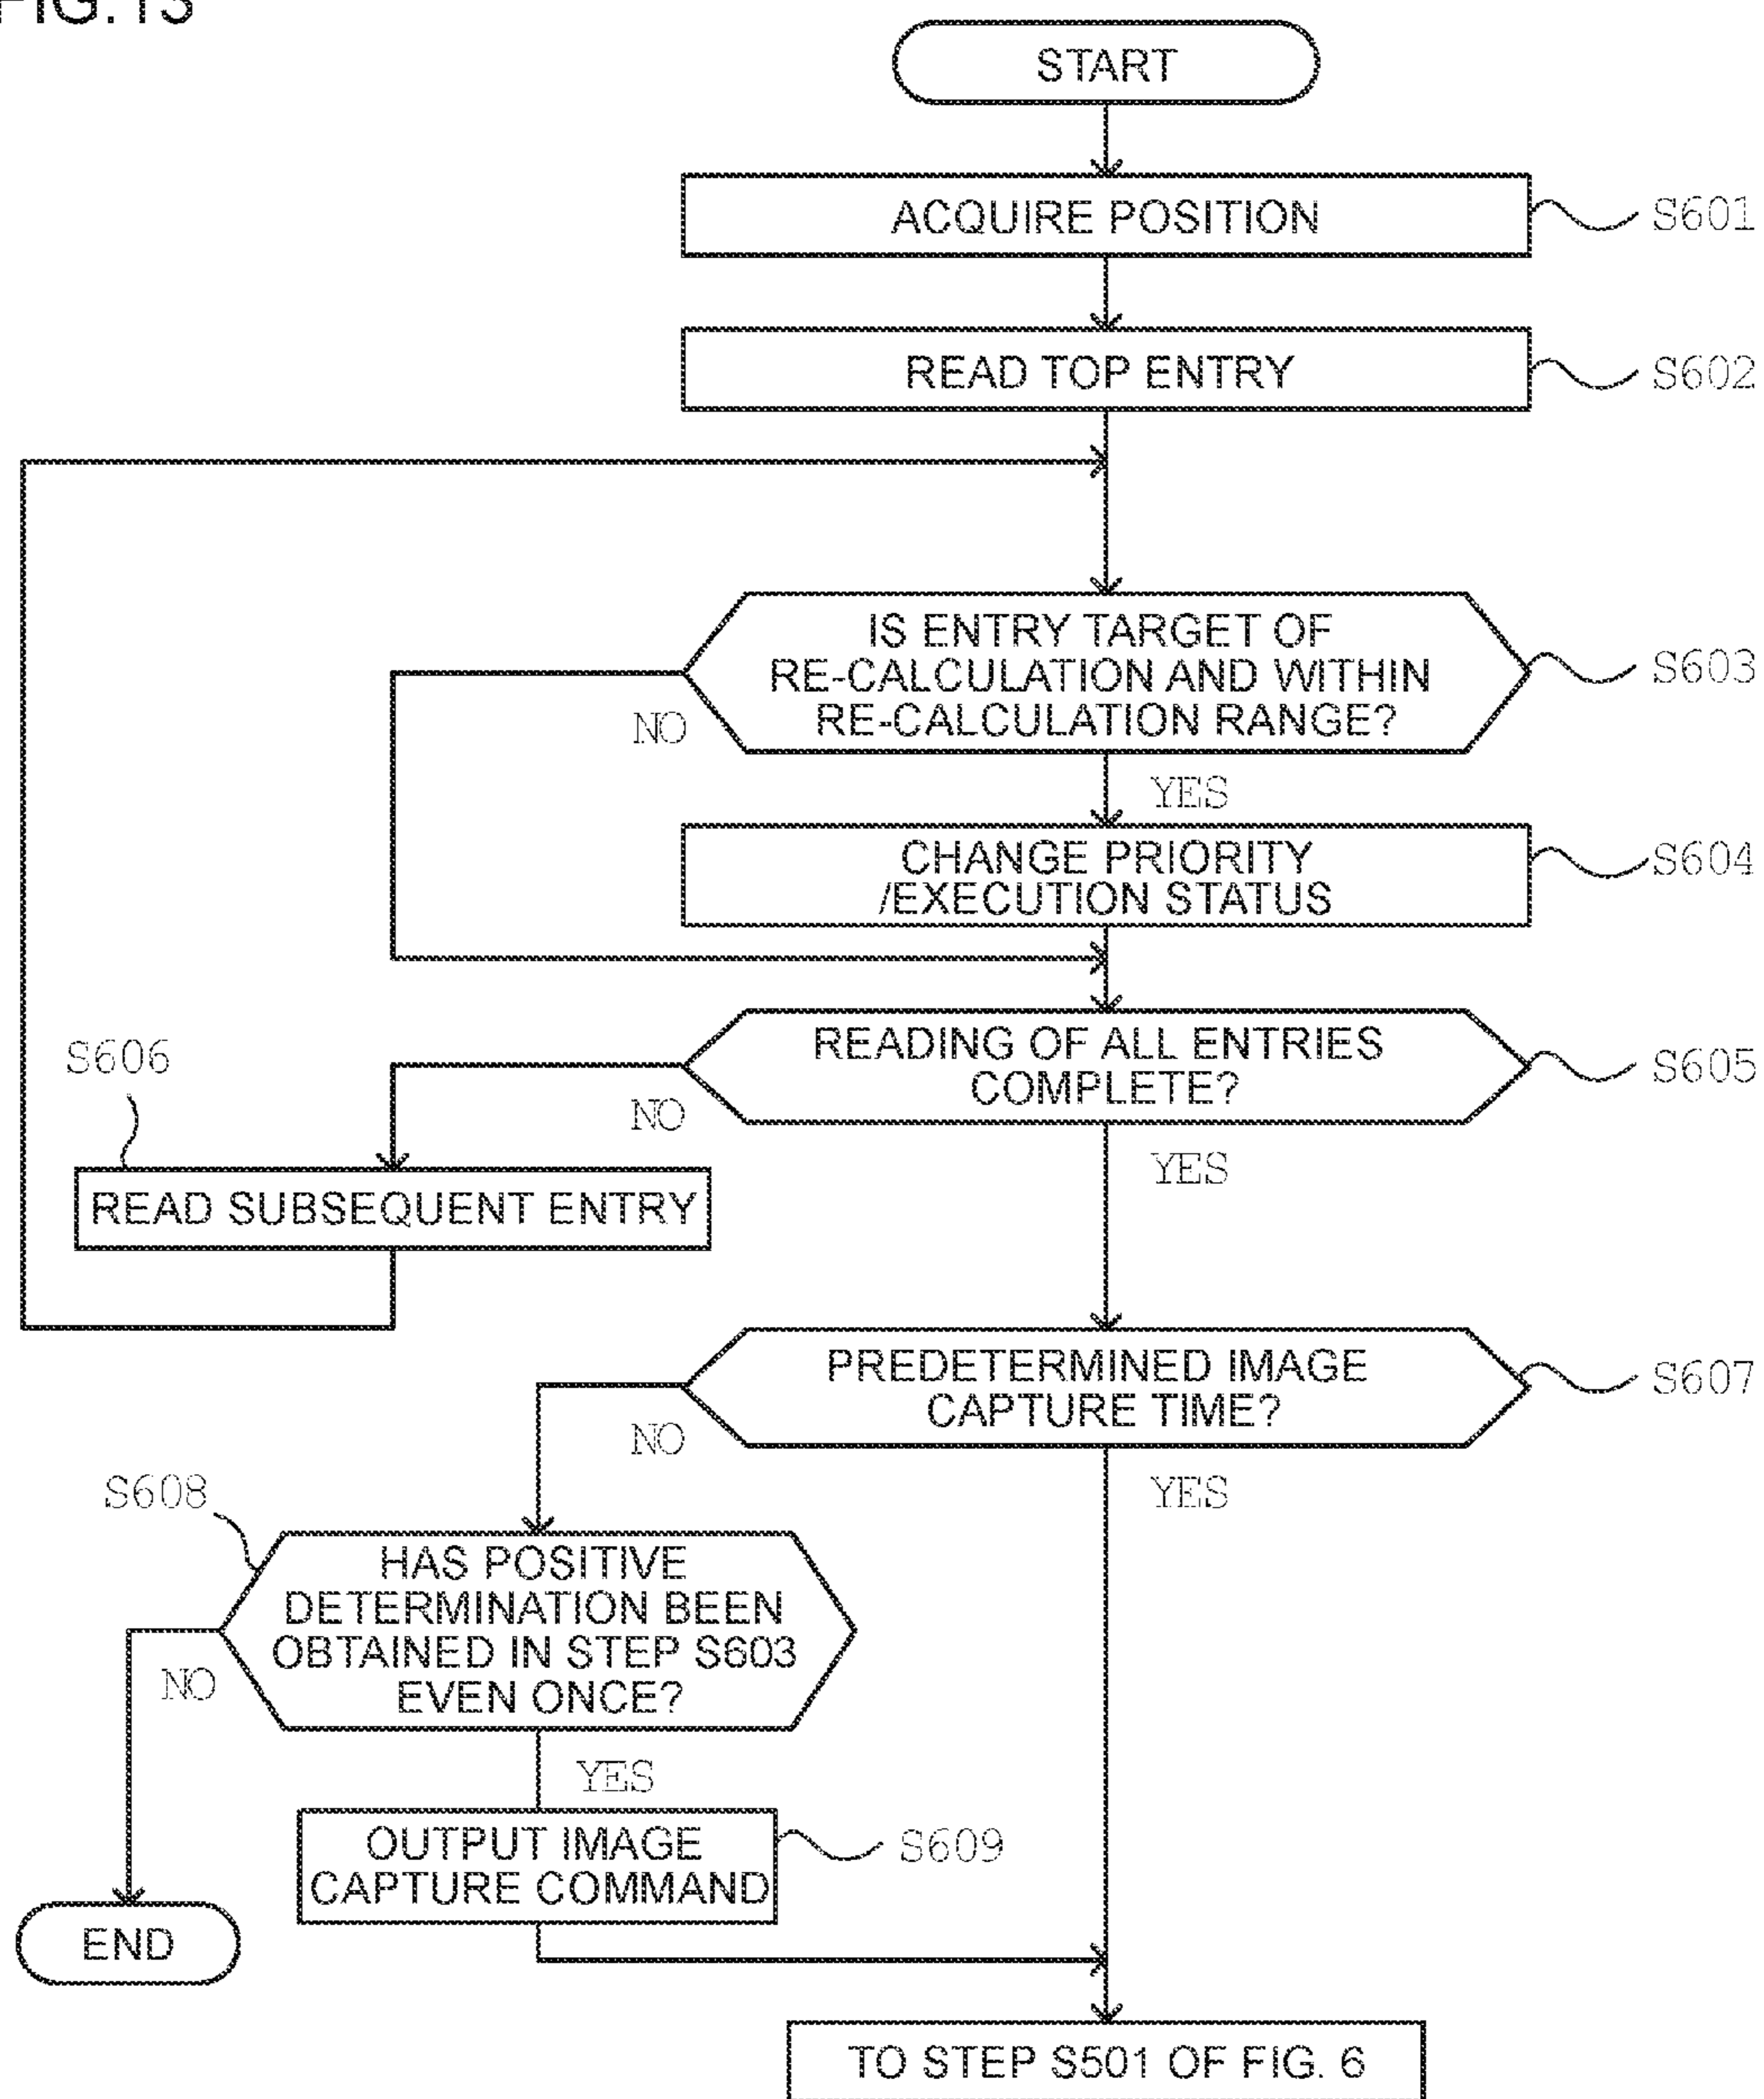 FIG.13
START
ACQUIRE POSITION
S601
READ TOP ENTRY
S602
IS ENTRY TARGET OF
RE-CALCULATION AND WITHIN
RE-CALCULATION RANGE?
S603
NO
YES
CHANGE PRIORITY
/EXECUTION STATUS
S604
READING OF ALL ENTRIES
COMPLETE?
S605
NO
YES
S606
READ SUBSEQUENT ENTRY
PREDETERMINED IMAGE
CAPTURE TIME?
S607
NO
YES
S608
HAS POSITIVE
DETERMINATION BEEN
OBTAINED IN STEP S603
EVEN ONCE?
NO
YES
OUTPUT IMAGE
CAPTURE COMMAND
S609
END
TO STEP S501 OF FIG. 6